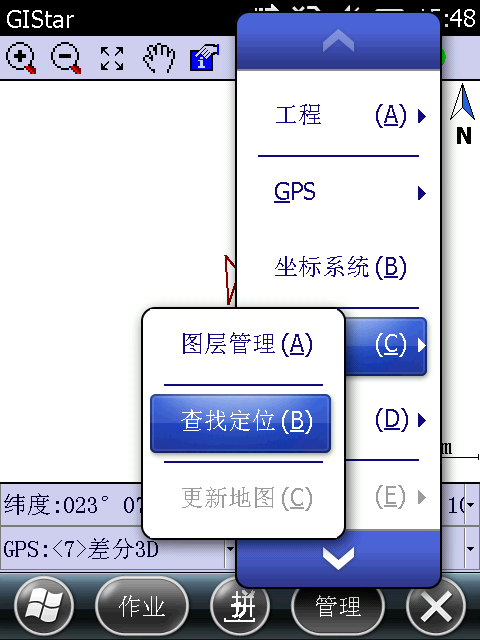 GIStar
:48
工程 (A)
N
GPS
坐标系统(B)
图层管理(A)
(C)
查找定位(B)
(D)
m
更新地图(C)
(E)
纬度:023° 07
GPS:<7>差分3D
作业
拼
管理